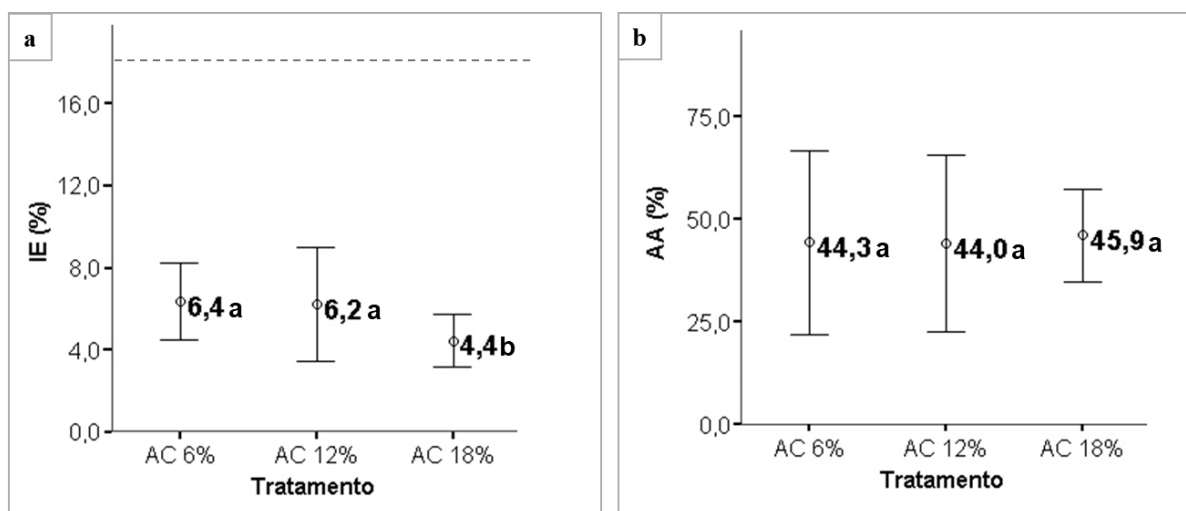 a
IE (%)
16,0
12,0
8,0
4,0
0,0
6,4 a
6,2 a
4,4 b
AC 6%
AC 12%
AC 18%
Tratamento
b
AA (%)
75,0
50,0
25,0
0,0
44,3 a
44,0 a
45,9 a
AC 6%
AC 12%
AC 18%
Tratamento